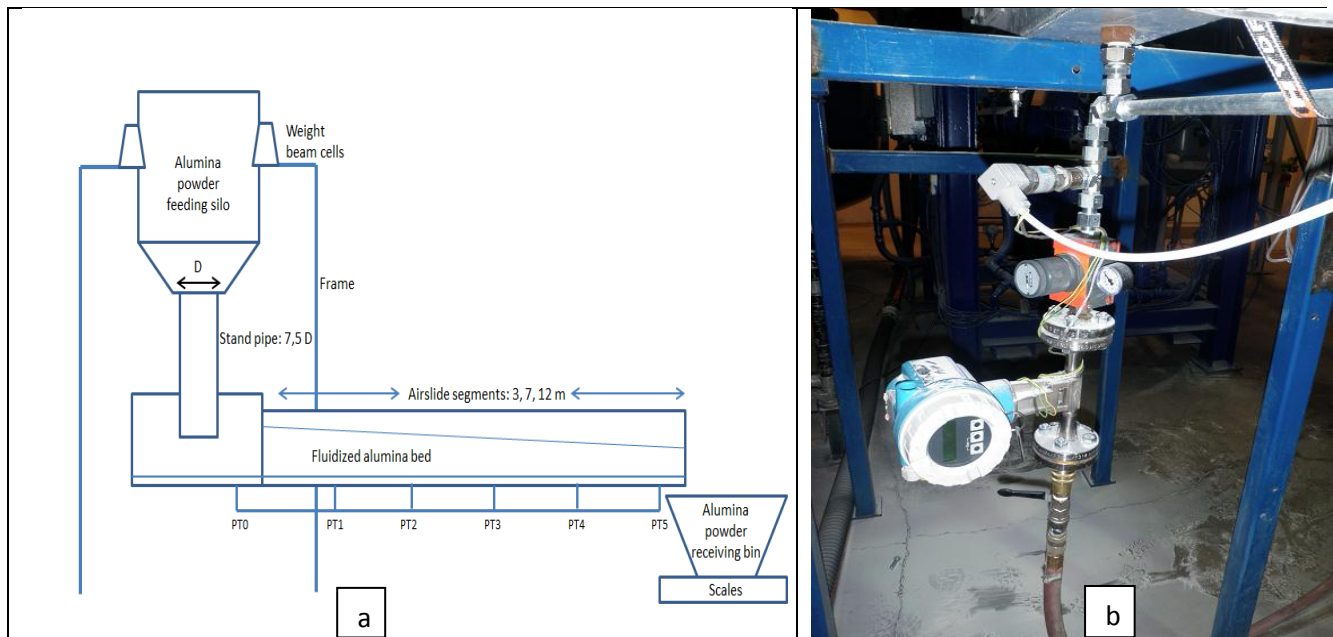 Weight
beam cells
Alumina
powder
feeding silo
D
Frame
Stand pipe: 7,5 D
Airslide segments: 3, 7, 12 m
Fluidized alumina bed
PT0
PT1
PT2
PT3
PT4
PT5
Alumina
powder
receiving bin
Scales
a
b